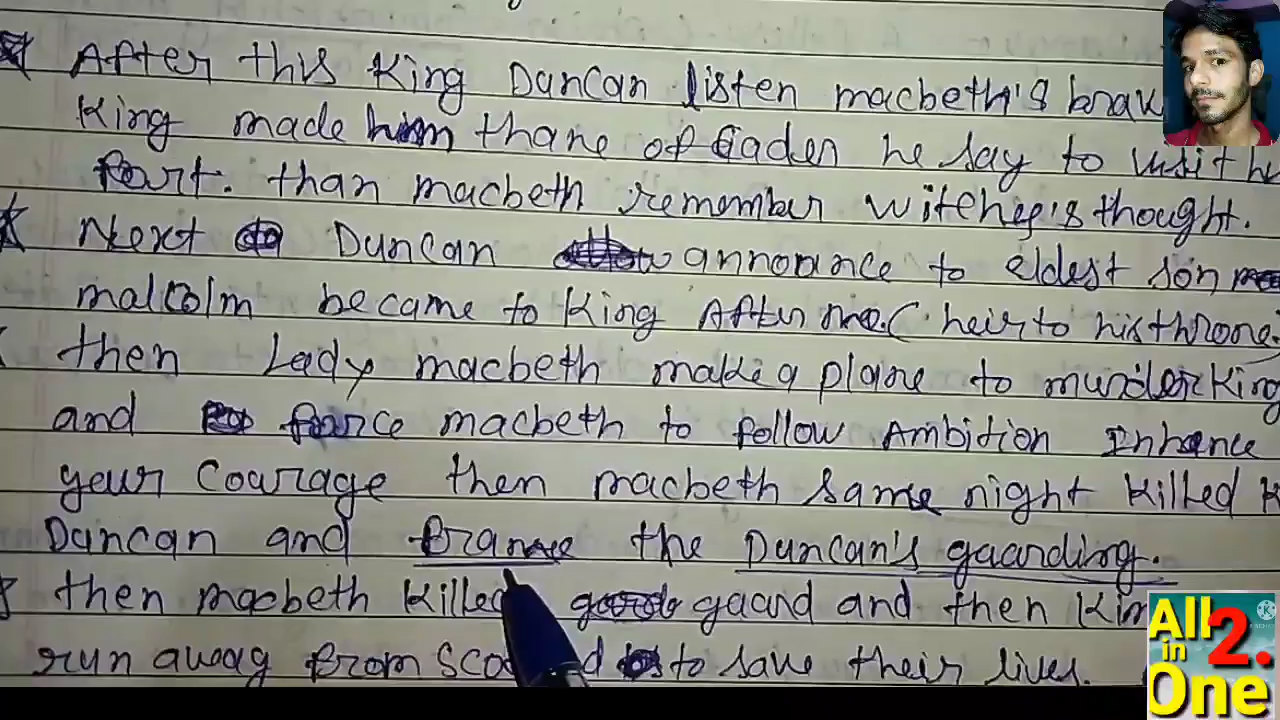 After this King Duncan listen macbeth's brav
King made him thane of Cader he say to visit his
Fort. than macbeth remember witchey's thought.
Next Duncan announce to eldest son
malcolm became to King After me. (heir to his throne.)
then Lady macbeth make a plane to murder King
and force macbeth to follow Ambition Inhance
your Courage then macbeth same night Killed K
Duncan and frame the Duncan's gaarding.
then macbeth Killed gaard and then Kin
run away from to save their lives.
All 2.
in
One